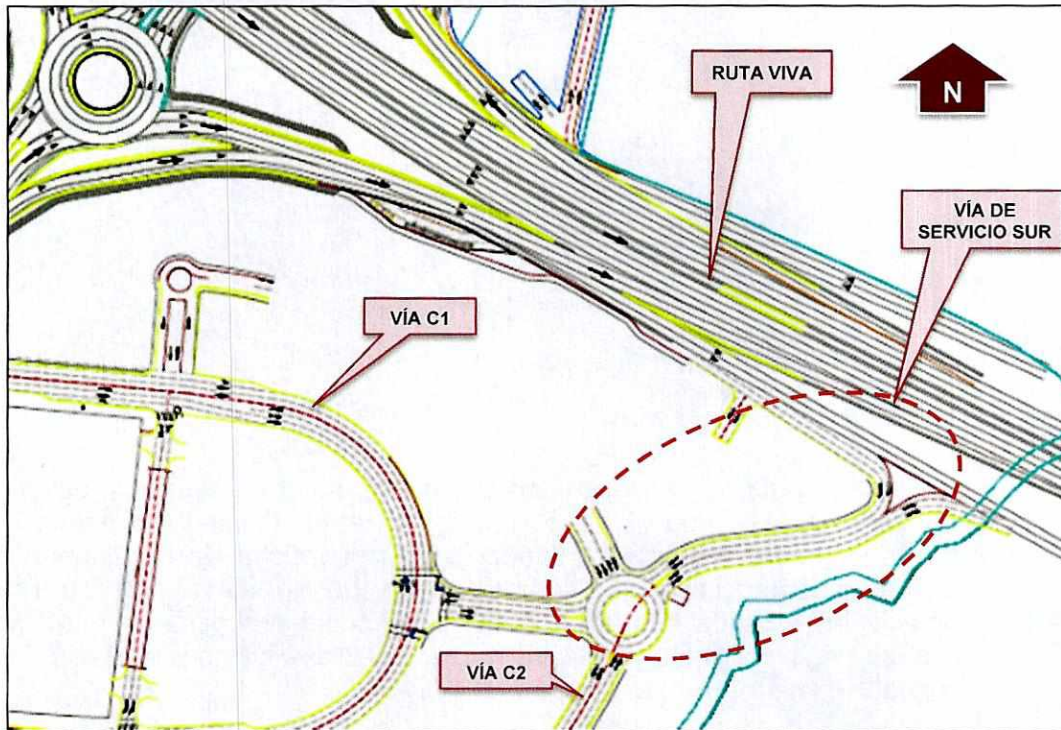 RUTA VIVA
N
VÍA DE
SERVICIO SUR
VÍA C1
VÍA C2